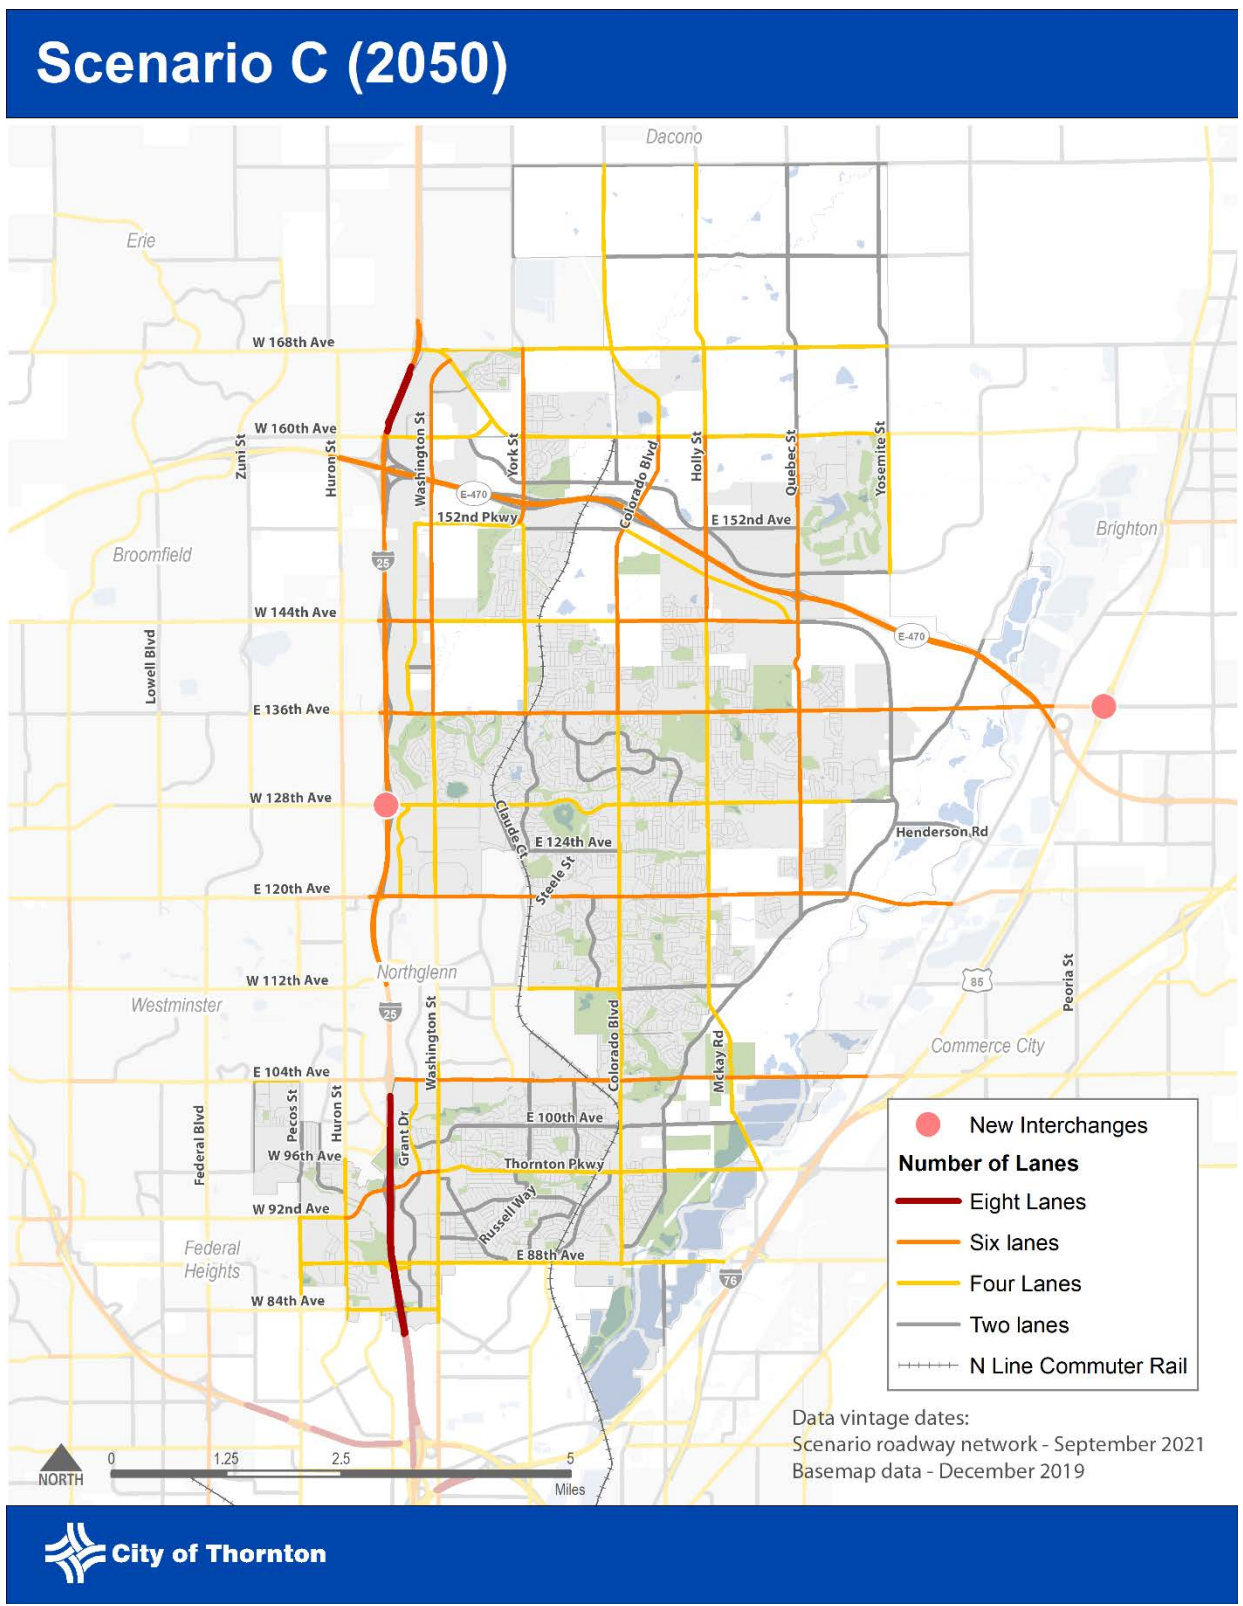 Scenario C (2050)
Dacono
Erie
W 168th Ave
W 160th Ave
Zuni St
Huron St
Washington St
York St
Colorado Blvd
Holly St
Quebec St
Yosemite St
E-470
152nd Pkwy
E 152nd Ave
Brighton
Broomfield
25
W 144th Ave
E-470
Lowell Blvd
E 136th Ave
W 128th Ave
Claude Ct
E 124th Ave
Henderson Rd
Steele St
E 120th Ave
Northglenn
W 112th Ave
Westminster
25
85
Peoria St
Washington St
Colorado Blvd
Mckay Rd
Commerce City
E 104th Ave
Federal Blvd
Pecos St
Huron St
Grant Dr
E 100th Ave
W 96th Ave
Thornton Pkwy
W 92nd Ave
Russell Way
Federal
Heights
E 88th Ave
76
W 84th Ave
New Interchanges
Number of Lanes
Eight Lanes
Six lanes
Four Lanes
Two lanes
N Line Commuter Rail
Data vintage dates:
Scenario roadway network - September 2021
Basemap data - December 2019
NORTH
0 1.25 2.5 5
Miles
City of Thornton